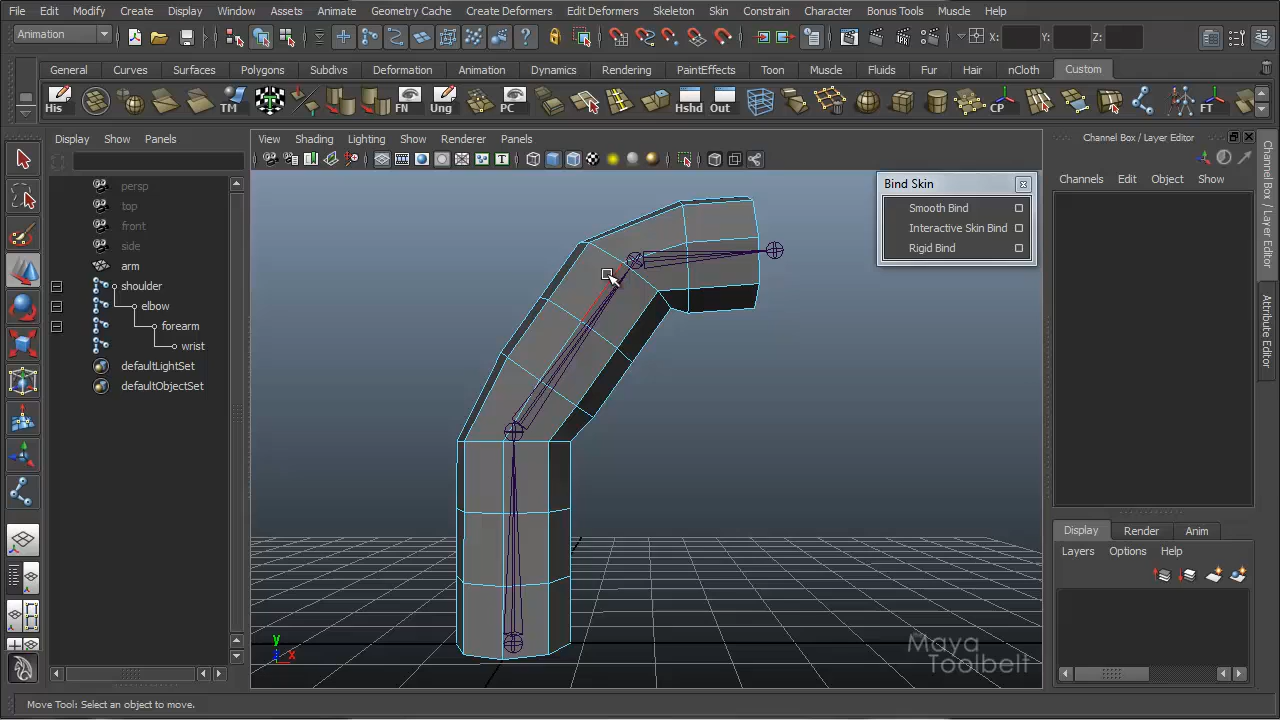 File Edit Modify Create Display Window Assets Animate Geometry Cache Create Deformers Edit Deformers Skeleton Skin Constrain Character Bonus Tools Muscle Help
Animation X: Y: Z:
General Curves Surfaces Polygons Subdivs Deformation Animation Dynamics Rendering PaintEffects Toon Muscle Fluids Fur Hair nCloth Custom
His TM FN Ung PC Hshd Out CP FT
Display Show Panels
View Shading Lighting Show Renderer Panels
Channel Box / Layer Editor
Channels Edit Object Show
persp
top
front
side
arm
shoulder
elbow
forearm
wrist
defaultLightSet
defaultObjectSet
Bind Skin
Smooth Bind
Interactive Skin Bind
Rigid Bind
Channel Box / Layer Editor
Attribute Editor
Display Render Anim
Layers Options Help
y
x
The Maya
Toolbelt
Move Tool: Select an object to move.